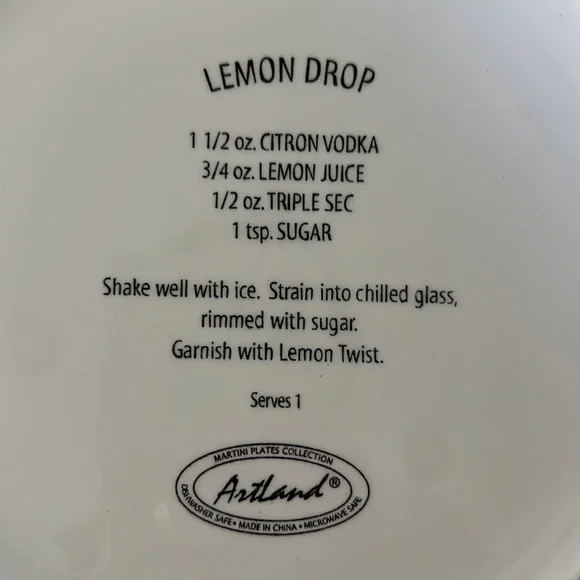 LEMON DROP
1 1/2 oz. CITRON VODKA
3/4 oz. LEMON JUICE
1/2 oz. TRIPLE SEC
1 tsp. SUGAR
Shake well with ice. Strain into chilled glass,
rimmed with sugar.
Garnish with Lemon Twist.
Serves 1
MARTINI PLATES COLLECTION
Artland®
DISHWASHER SAFE • MADE IN CHINA • MICROWAVE SAFE